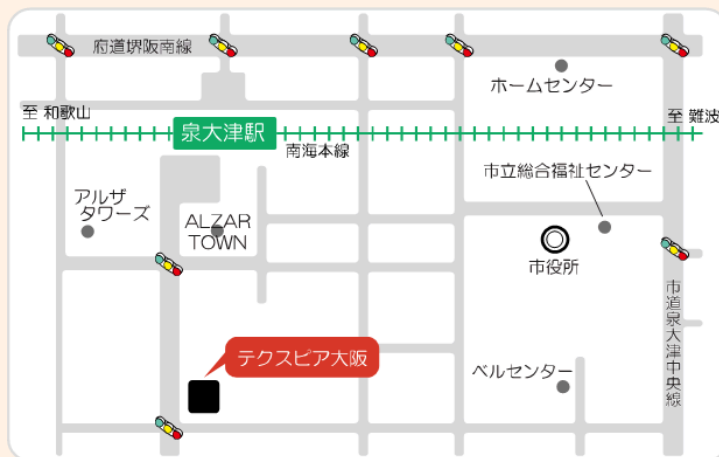 府道堺阪南線
ホームセンター
至 和歌山
泉大津駅
至 難波
南海本線
市立総合福祉センター
アルザ
タワーズ
ALZAR
TOWN
市役所
市道泉大津中央線
テクスピア大阪
ベルセンター